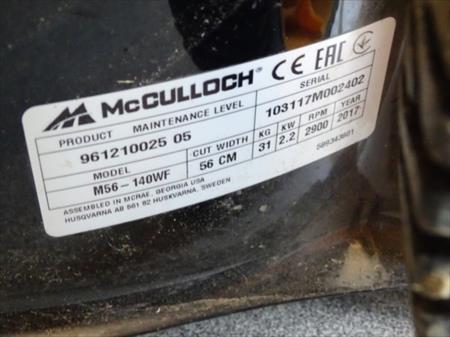 McCULLOCH® CE EAC
PRODUCT MAINTENANCE LEVEL SERIAL
961210025 05 103117M002402
MODEL CUT WIDTH KG KW RPM YEAR
M56-140WF 56 CM 31 2.2 2900 2017
ASSEMBLED IN MCRAE, GEORGIA USA
HUSQVARNA AB 561 82 HUSKVARNA, SWEDEN